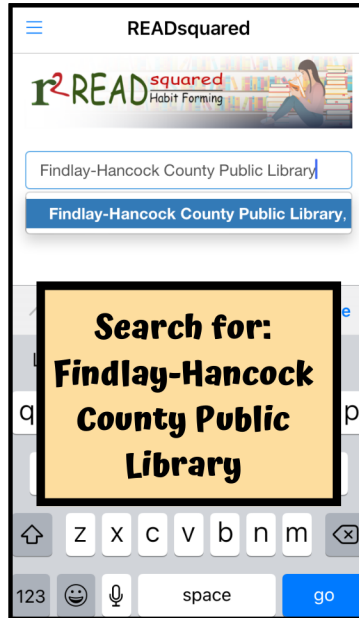 READsquared
r2 READ squared
Habit Forming
Findlay-Hancock County Public Library
Findlay-Hancock County Public Library,
Search for:
Findlay-Hancock
County Public
Library
q p
z x c v b n m
123 space go